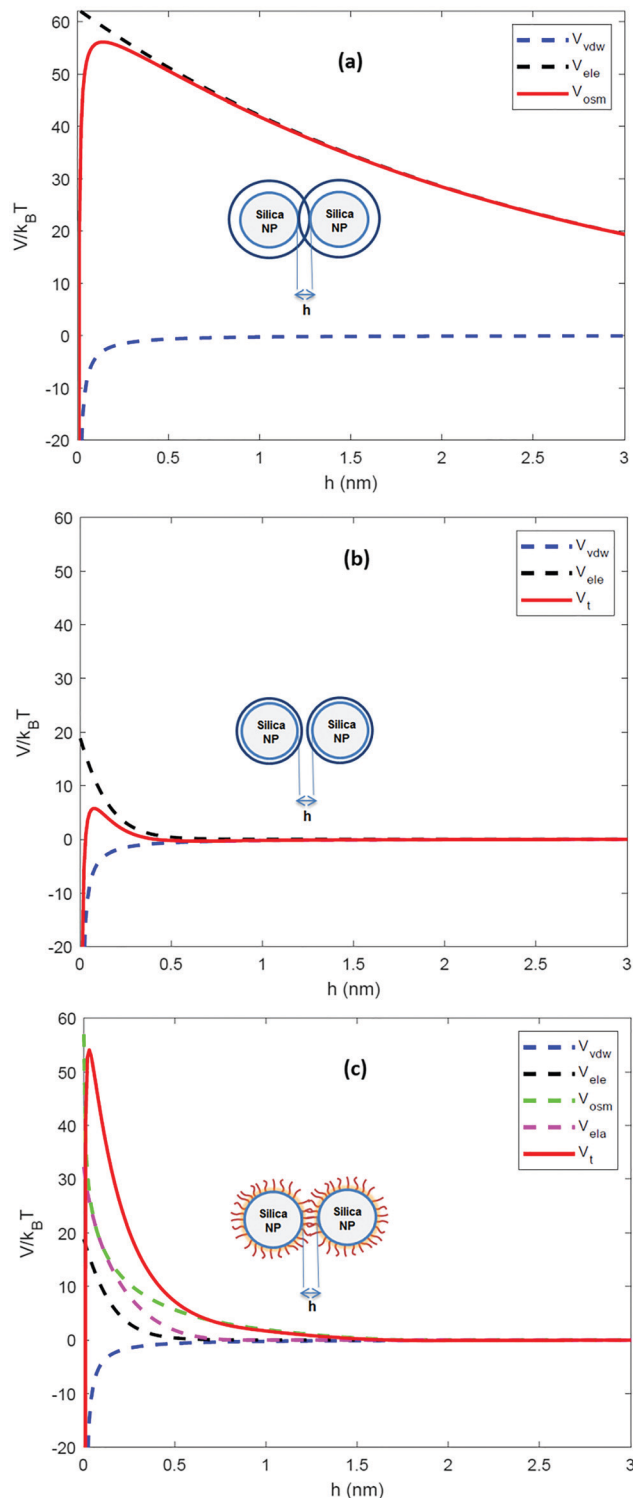 (a)
V_vdw
V_ele
V_osm
60
50
40
30
20
10
0
-10
-20
V/k_BT
Silica NP
Silica NP
h
0
0.5
1
1.5
2
2.5
3
h (nm)
(b)
V_vdw
V_ele
V_t
60
50
40
30
20
10
0
-10
-20
V/k_BT
Silica NP
Silica NP
h
0
0.5
1
1.5
2
2.5
3
h (nm)
(c)
V_vdw
V_ele
V_osm
V_ela
V_t
60
50
40
30
20
10
0
-10
-20
V/k_BT
Silica NP
Silica NP
h
0
0.5
1
1.5
2
2.5
3
h (nm)